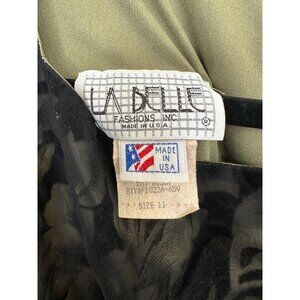 LA BELLE
FASHIONS INC.
MADE IN U.S.A.
®
MADE
IN
USA
SIZE 11